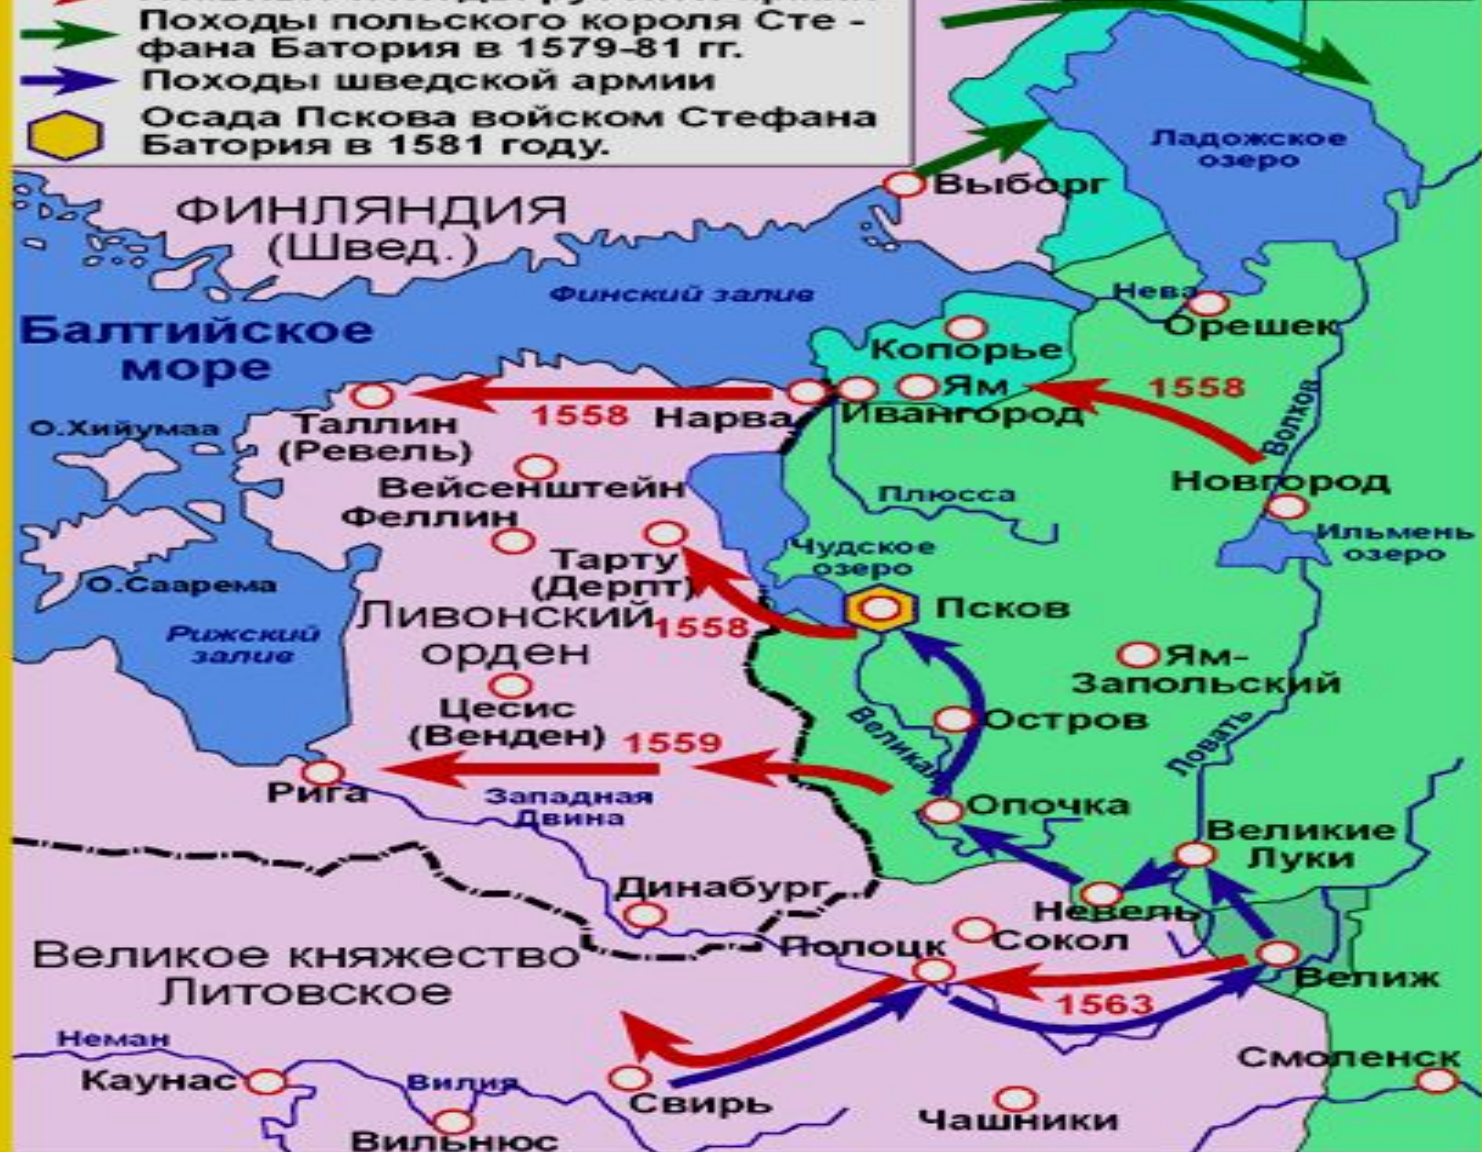 Походы польского короля Сте -
фана Батория в 1579-81 гг.
Походы шведской армии
Осада Пскова войском Стефана
Батория в 1581 году.
Ладожское
озеро
Выборг
ФИНЛЯНДИЯ
(Швед.)
Финский залив
Нева
Орешек
Балтийское
море
Копорье
Ям
1558
Таллин
(Ревель)
1558
Нарва
Ивангород
Волхов
О.Хийумаа
Вейсенштейн
Новгород
Плюсса
Феллин
Ильмень
озеро
Чудское
озеро
Тарту
(Дерпт)
О.Саарема
Ливонский
орден
1558
Псков
Рижский
залив
Ям-
Запольский
Цесис
(Венден)
1559
Остров
Великая
Ловать
Рига
Западная
Двина
Опочка
Великие
Луки
Динабург
Невель
Великое княжество
Литовское
Полоцк
Сокол
Велиж
1563
Неман
Смоленск
Каунас
Вилия
Свирь
Чашники
Вильнюс